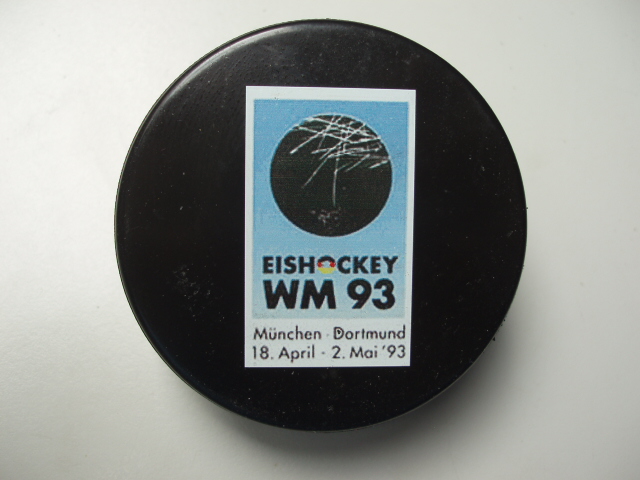 EISHOCKEY
WM 93
München · Dortmund
18. April - 2. Mai '93